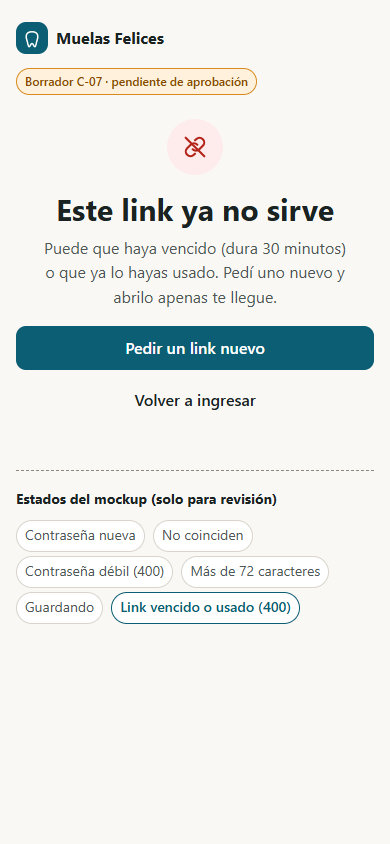 Muelas Felices
Borrador C-07 · pendiente de aprobación
Este link ya no sirve
Puede que haya vencido (dura 30 minutos)
o que ya lo hayas usado. Pedí uno nuevo y
abrilo apenas te llegue.
Pedir un link nuevo
Volver a ingresar
Estados del mockup (solo para revisión)
Contraseña nueva
No coinciden
Contraseña débil (400)
Más de 72 caracteres
Guardando
Link vencido o usado (400)